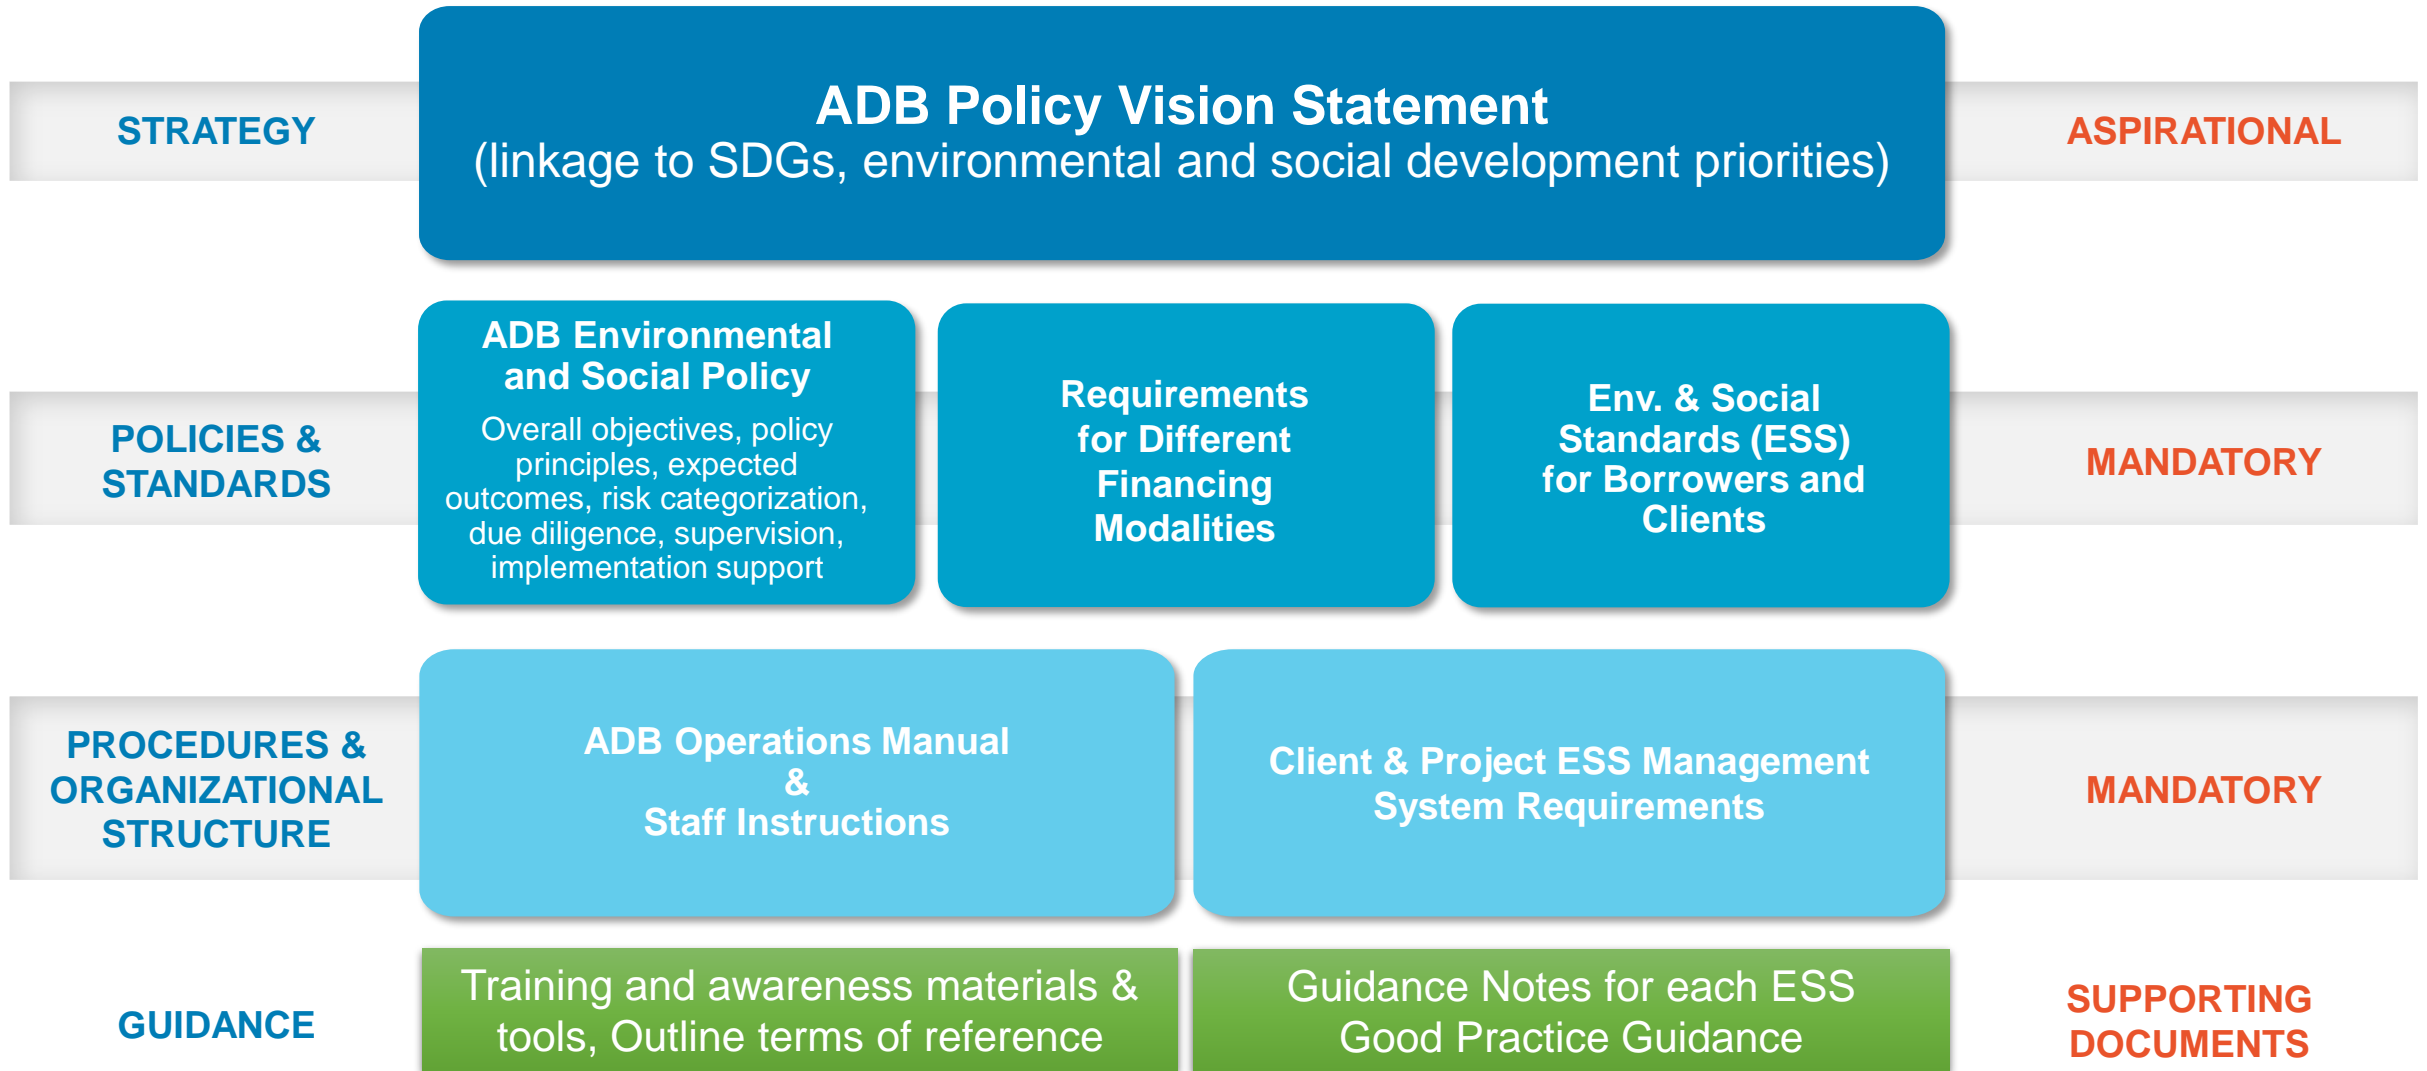 STRATEGY
ADB Policy Vision Statement
(linkage to SDGs, environmental and social development priorities)
ASPIRATIONAL
POLICIES &
STANDARDS
ADB Environmental
and Social Policy
Overall objectives, policy
principles, expected
outcomes, risk categorization,
due diligence, supervision,
implementation support
Requirements
for Different
Financing
Modalities
Env. & Social
Standards (ESS)
for Borrowers and
Clients
MANDATORY
PROCEDURES &
ORGANIZATIONAL
STRUCTURE
ADB Operations Manual
&
Staff Instructions
Client & Project ESS Management
System Requirements
MANDATORY
GUIDANCE
Training and awareness materials &
tools, Outline terms of reference
Guidance Notes for each ESS
Good Practice Guidance
SUPPORTING
DOCUMENTS